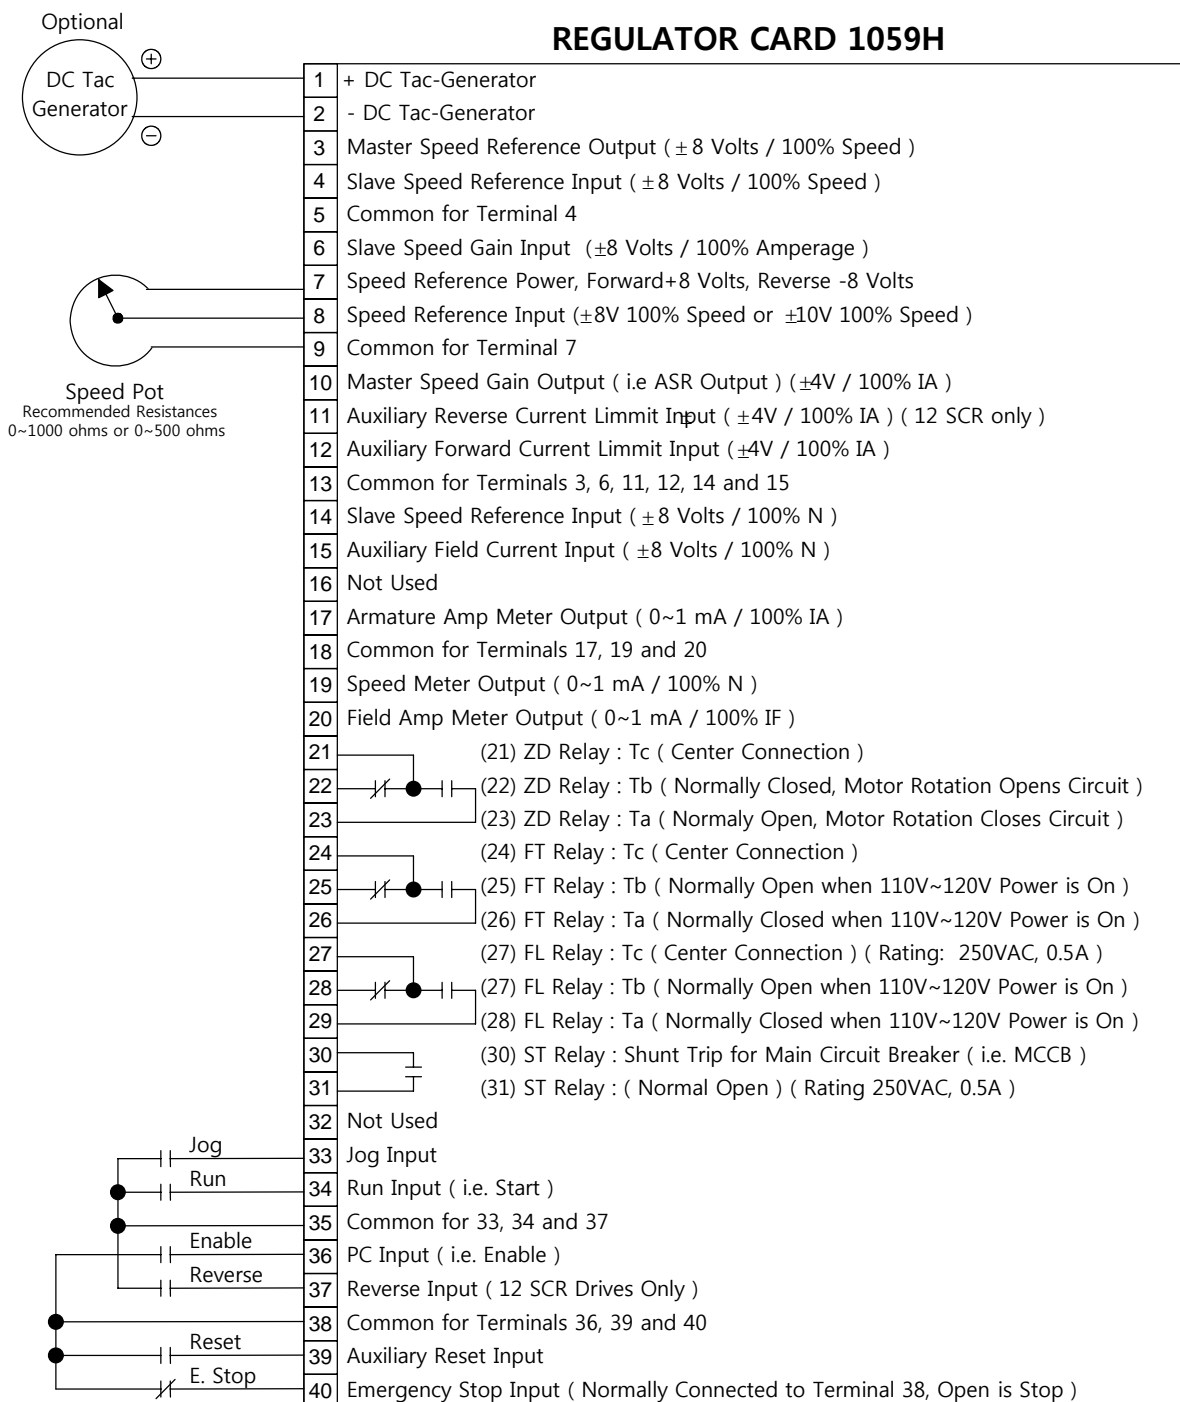 Optional
REGULATOR CARD 1059H
DC Tac
Generator
+
−
1 + DC Tac-Generator
2 - DC Tac-Generator
3 Master Speed Reference Output ( ±8 Volts / 100% Speed )
4 Slave Speed Reference Input ( ±8 Volts / 100% Speed )
5 Common for Terminal 4
6 Slave Speed Gain Input (±8 Volts / 100% Amperage )
7 Speed Reference Power, Forward+8 Volts, Reverse -8 Volts
8 Speed Reference Input (±8V 100% Speed or ±10V 100% Speed )
9 Common for Terminal 7
Speed Pot
Recommended Resistances
0~1000 ohms or 0~500 ohms
10 Master Speed Gain Output ( i.e ASR Output ) (±4V / 100% IA )
11 Auxiliary Reverse Current Limmit Input ( ±4V / 100% IA ) ( 12 SCR only )
12 Auxiliary Forward Current Limmit Input (±4V / 100% IA )
13 Common for Terminals 3, 6, 11, 12, 14 and 15
14 Slave Speed Reference Input ( ±8 Volts / 100% N )
15 Auxiliary Field Current Input ( ±8 Volts / 100% N )
16 Not Used
17 Armature Amp Meter Output ( 0~1 mA / 100% IA )
18 Common for Terminals 17, 19 and 20
19 Speed Meter Output ( 0~1 mA / 100% N )
20 Field Amp Meter Output ( 0~1 mA / 100% IF )
21 (21) ZD Relay : Tc ( Center Connection )
22 (22) ZD Relay : Tb ( Normally Closed, Motor Rotation Opens Circuit )
23 (23) ZD Relay : Ta ( Normaly Open, Motor Rotation Closes Circuit )
24 (24) FT Relay : Tc ( Center Connection )
25 (25) FT Relay : Tb ( Normally Open when 110V~120V Power is On )
26 (26) FT Relay : Ta ( Normally Closed when 110V~120V Power is On )
27 (27) FL Relay : Tc ( Center Connection ) ( Rating: 250VAC, 0.5A )
28 (27) FL Relay : Tb ( Normally Open when 110V~120V Power is On )
29 (28) FL Relay : Ta ( Normally Closed when 110V~120V Power is On )
30 (30) ST Relay : Shunt Trip for Main Circuit Breaker ( i.e. MCCB )
31 (31) ST Relay : ( Normal Open ) ( Rating 250VAC, 0.5A )
32 Not Used
Jog 33 Jog Input
Run 34 Run Input ( i.e. Start )
35 Common for 33, 34 and 37
Enable 36 PC Input ( i.e. Enable )
Reverse 37 Reverse Input ( 12 SCR Drives Only )
38 Common for Terminals 36, 39 and 40
Reset 39 Auxiliary Reset Input
E. Stop 40 Emergency Stop Input ( Normally Connected to Terminal 38, Open is Stop )